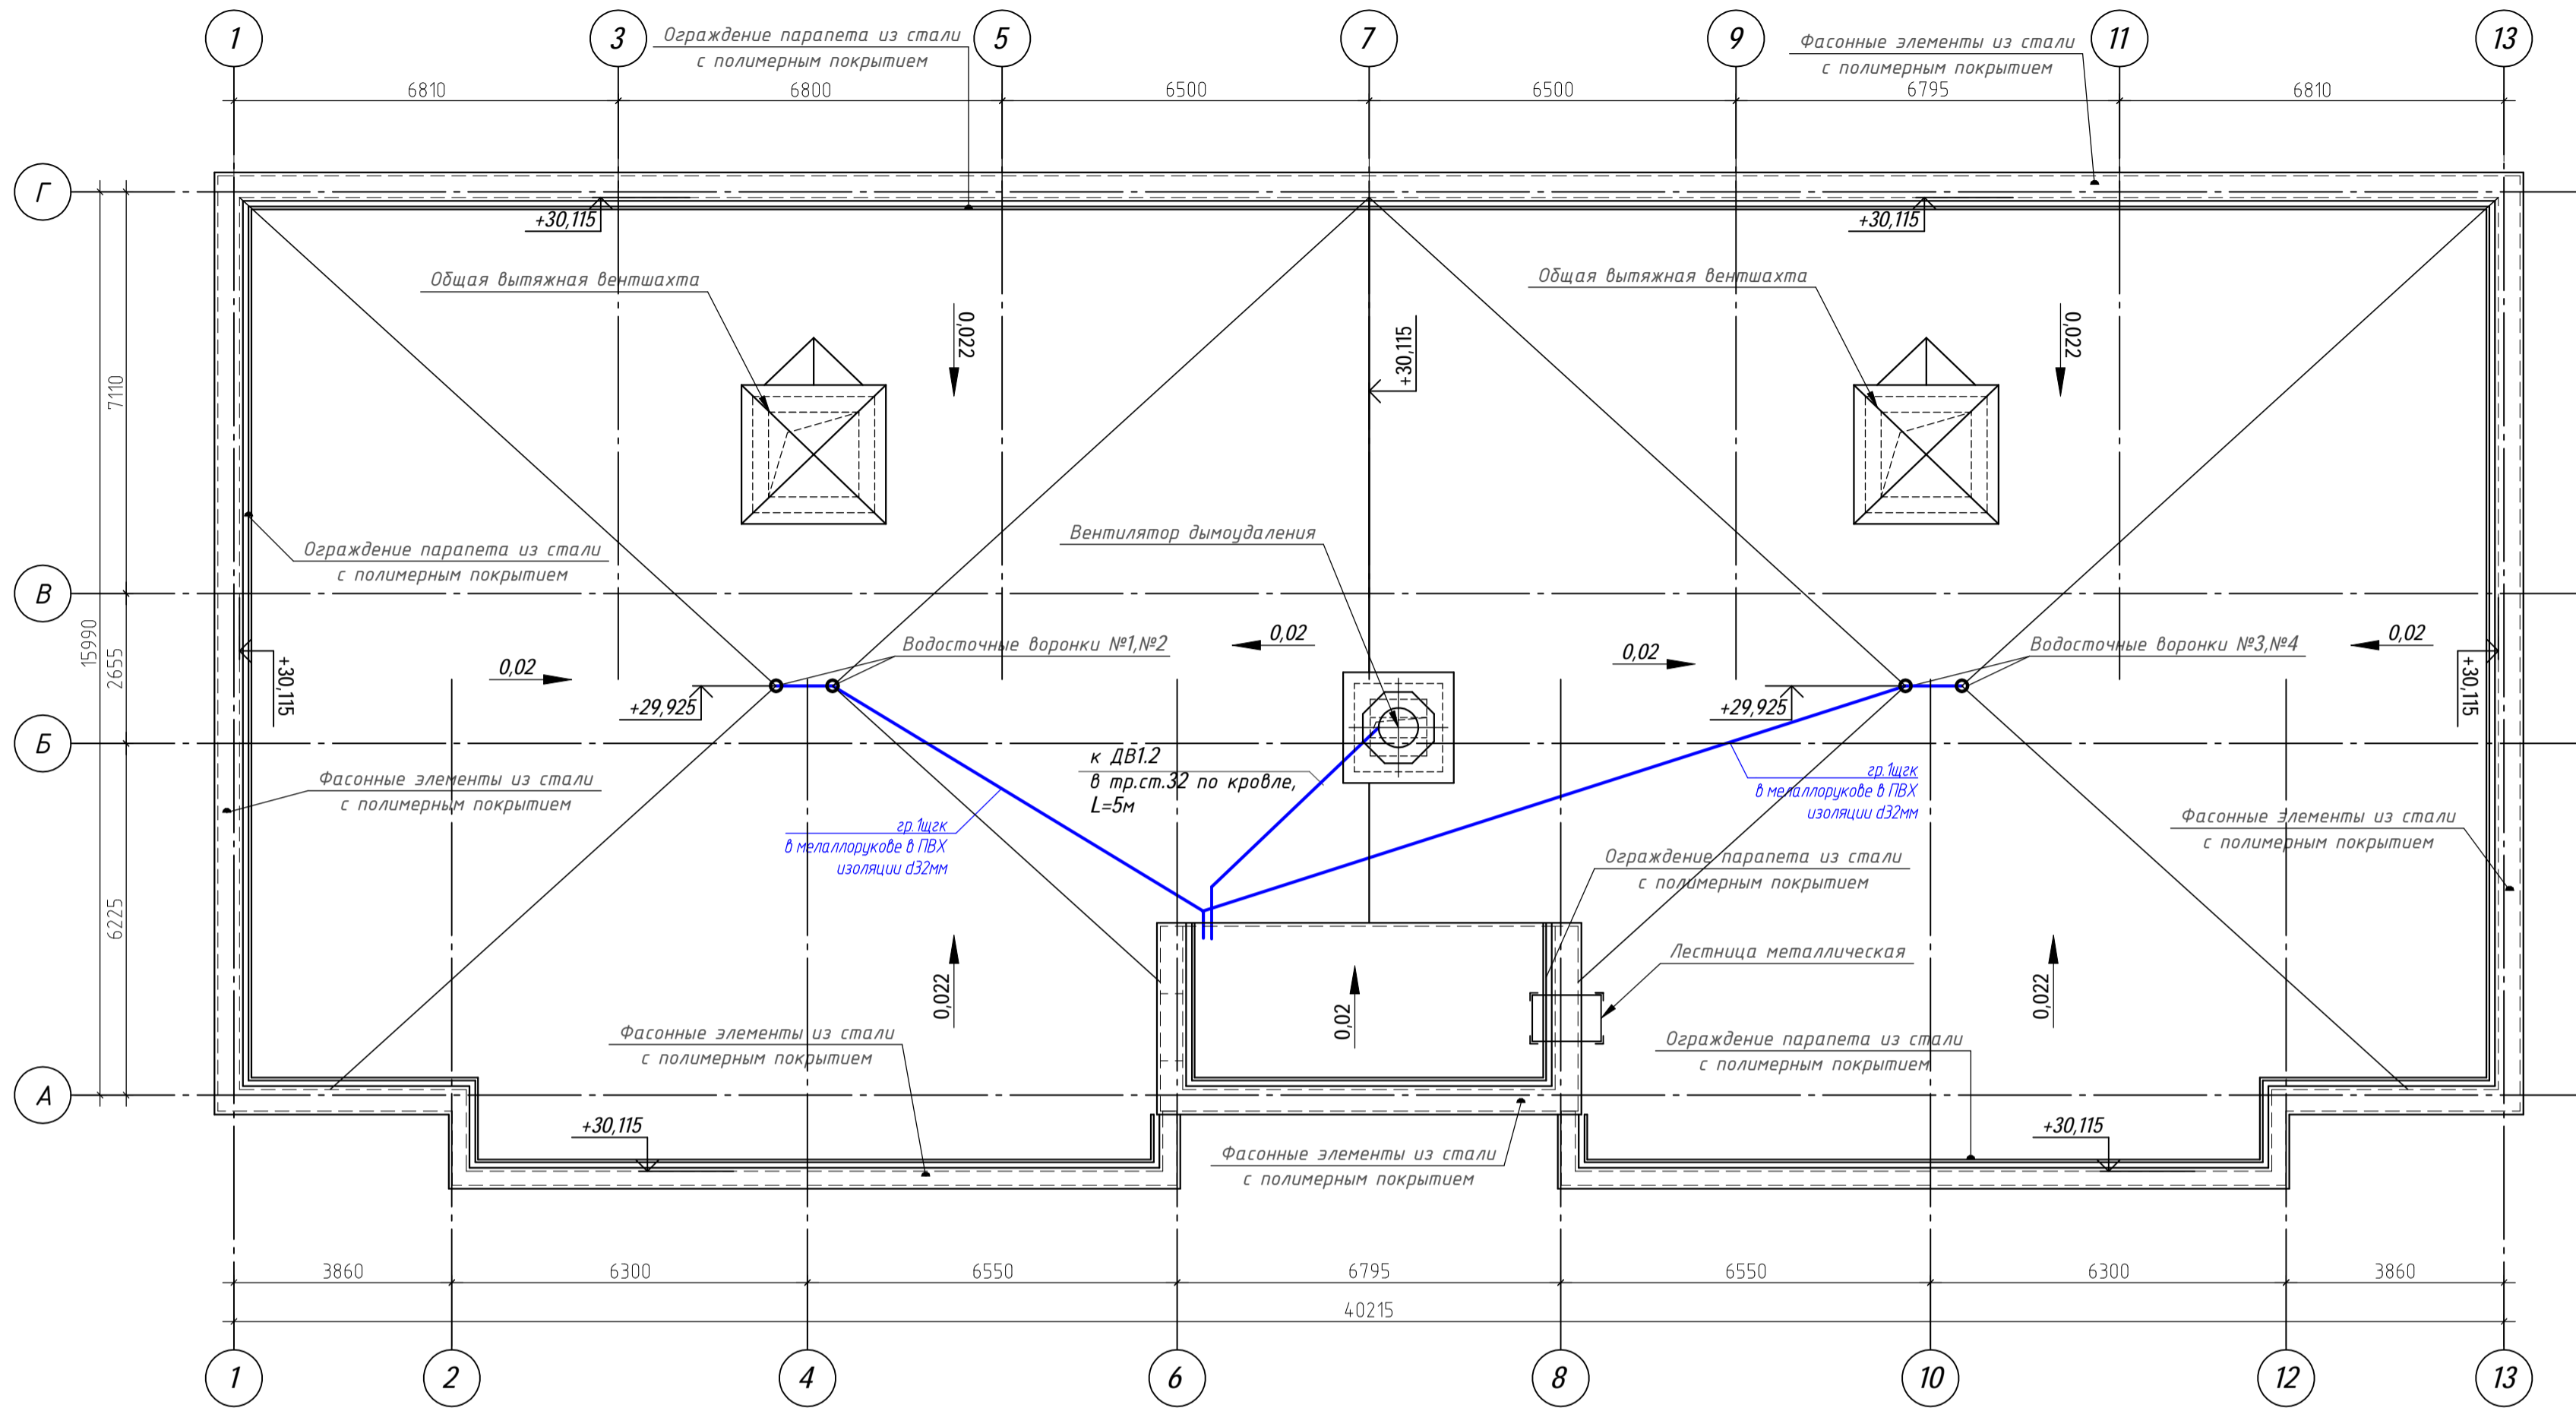 1
3
5
7
9
11
13
Ограждение парапета из стали
с полимерным покрытием
Фасонные элементы из стали
с полимерным покрытием
6810
6800
6500
6500
6795
6810
Г
+30,115
+30,115
Общая вытяжная вентшахта
Общая вытяжная вентшахта
0,022
+30,115
0,022
7110
Вентилятор дымоудаления
Ограждение парапета из стали
с полимерным покрытием
В
15990
2655
0,02
Водосточные воронки №1,№2
0,02
0,02
Водосточные воронки №3,№4
0,02
+30,115
+29,925
+29,925
+30,115
Б
к ДВ1.2
в тр.ст.32 по кровле,
L=5м
гр.1щгк
в мелаллорукове в ПВХ
изоляции d32мм
Фасонные элементы из стали
с полимерным покрытием
гр.1щгк
в мелаллорукове в ПВХ
изоляции d32мм
Фасонные элементы из стали
с полимерным покрытием
Ограждение парапета из стали
с полимерным покрытием
6225
Лестница металлическая
0,022
0,02
0,022
Фасонные элементы из стали
с полимерным покрытием
Ограждение парапета из стали
с полимерным покрытием
А
+30,115
+30,115
Фасонные элементы из стали
с полимерным покрытием
3860
6300
6550
6795
6550
6300
3860
40215
1
2
4
6
8
10
12
13